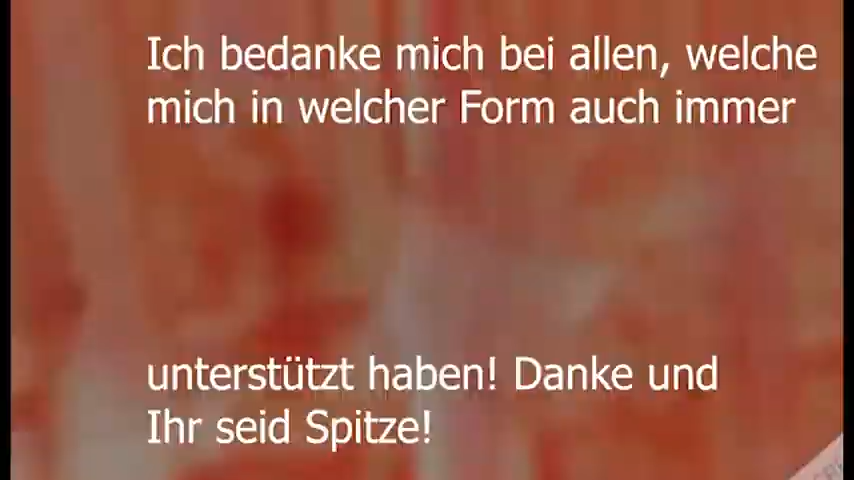 Ich bedanke mich bei allen, welche
mich in welcher Form auch immer
unterstützt haben! Danke und
Ihr seid Spitze!